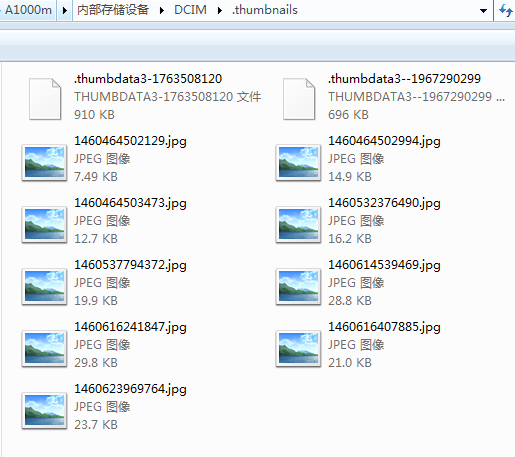 A1000m 内部存储设备 DCIM .thumbnails
.thumbdata3-1763508120
THUMBDATA3-1763508120 文件
910 KB
.thumbdata3--1967290299
THUMBDATA3--1967290299 ...
696 KB
1460464502129.jpg
JPEG 图像
7.49 KB
1460464502994.jpg
JPEG 图像
14.9 KB
1460464503473.jpg
JPEG 图像
12.7 KB
1460532376490.jpg
JPEG 图像
16.2 KB
1460537794372.jpg
JPEG 图像
19.9 KB
1460614539469.jpg
JPEG 图像
28.8 KB
1460616241847.jpg
JPEG 图像
29.8 KB
1460616407885.jpg
JPEG 图像
21.0 KB
1460623969764.jpg
JPEG 图像
23.7 KB